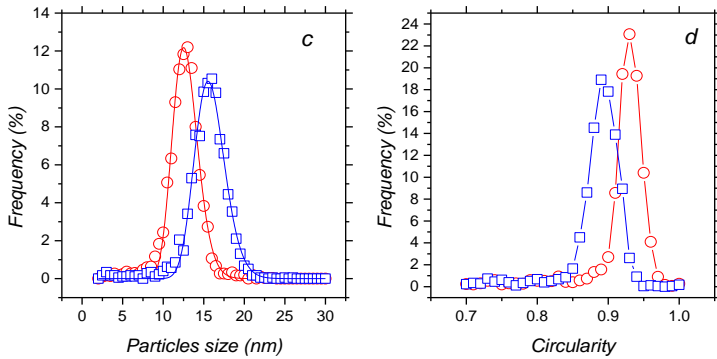 c
Frequency (%)
14
12
10
8
6
4
2
0
0 5 10 15 20 25 30
Particles size (nm)
d
Frequency (%)
24
22
20
18
16
14
12
10
8
6
4
2
0
0.7 0.8 0.9 1.0
Circularity